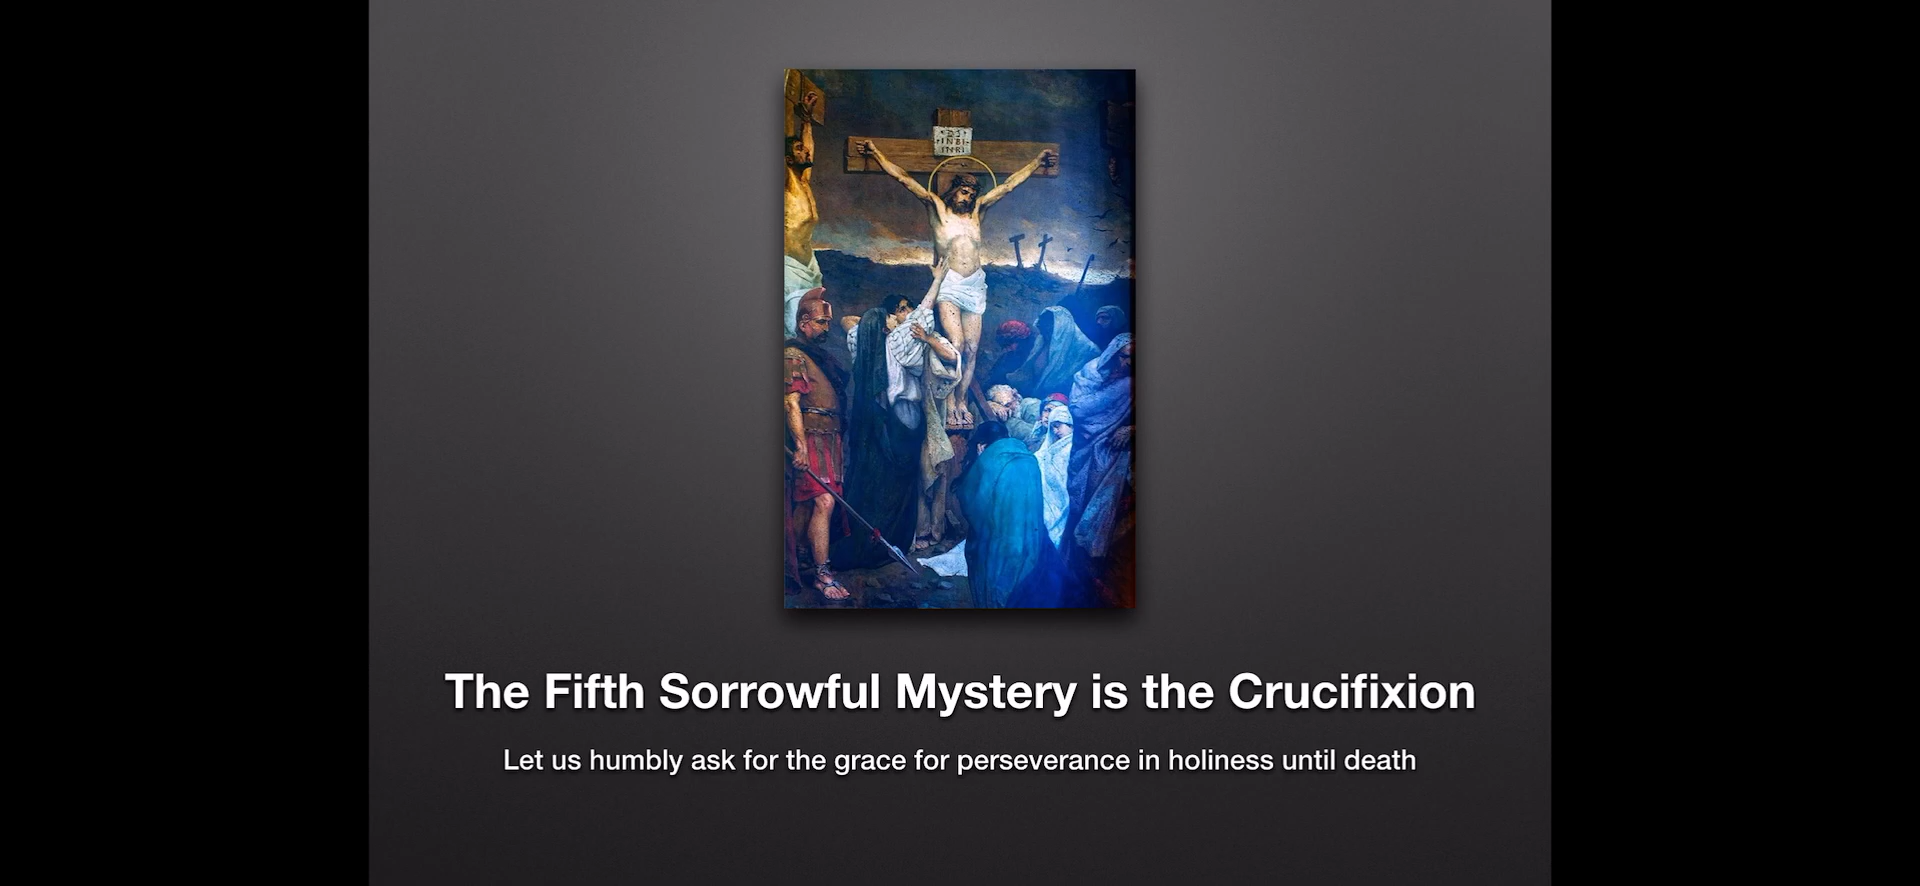 The Fifth Sorrowful Mystery is the Crucifixion
Let us humbly ask for the grace for perseverance in holiness until death